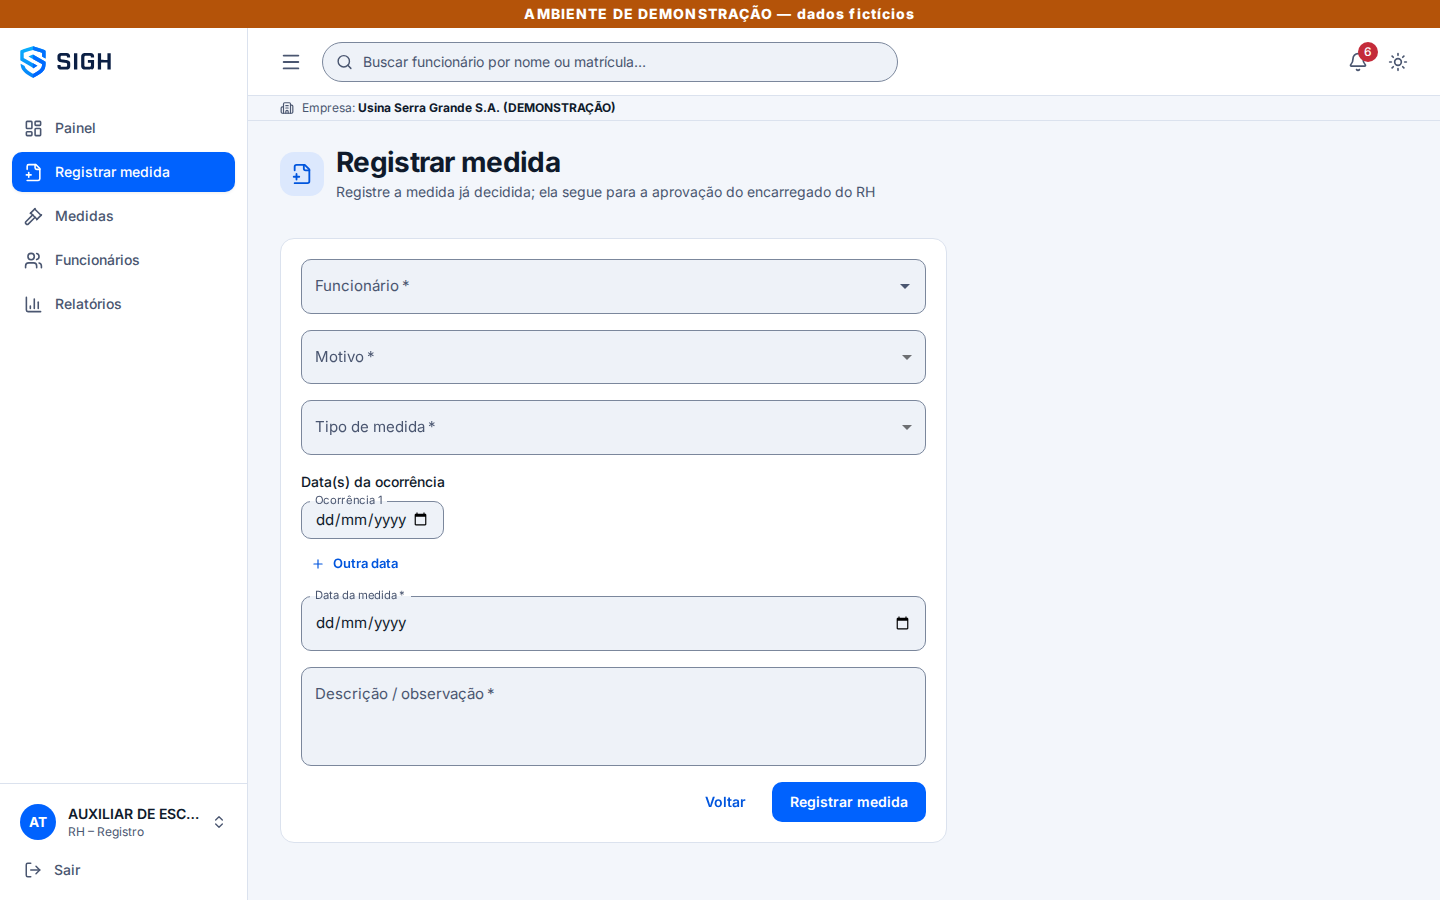 AMBIENTE DE DEMONSTRAÇÃO — dados fictícios
SIGH
Buscar funcionário por nome ou matrícula...
6
Empresa: Usina Serra Grande S.A. (DEMONSTRAÇÃO)
Painel
Registrar medida
Medidas
Funcionários
Relatórios
Registrar medida
Registre a medida já decidida; ela segue para a aprovação do encarregado do RH
Funcionário *
Motivo *
Tipo de medida *
Data(s) da ocorrência
Ocorrência 1
dd/mm/yyyy
Outra data
Data da medida *
dd/mm/yyyy
Descrição / observação *
Voltar
Registrar medida
AT
AUXILIAR DE ESC...
RH – Registro
Sair